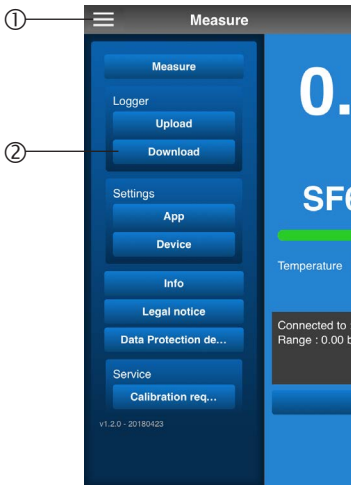 ①
Measure
0.
Measure
Logger
Upload
②
Download
SF6
Settings
App
Device
Temperature
Info
Legal notice
Connected to :
Range : 0.00 b
Data Protection de...
Service
Calibration req...
v1.2.0 - 20180423